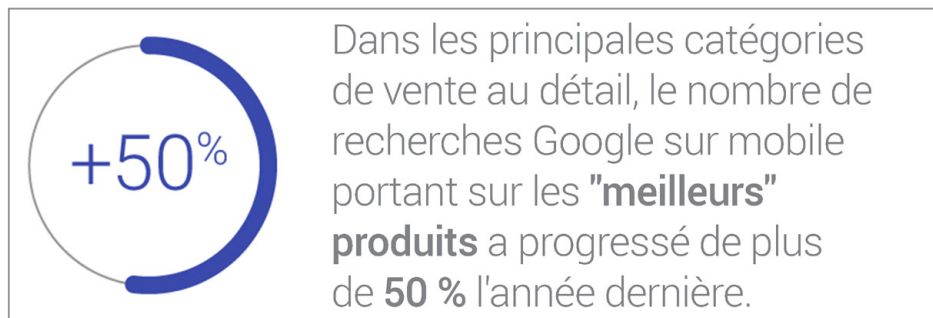 +50%
Dans les principales catégories
de vente au détail, le nombre de
recherches Google sur mobile
portant sur les "meilleurs"
produits a progressé de plus
de 50 % l'année dernière.